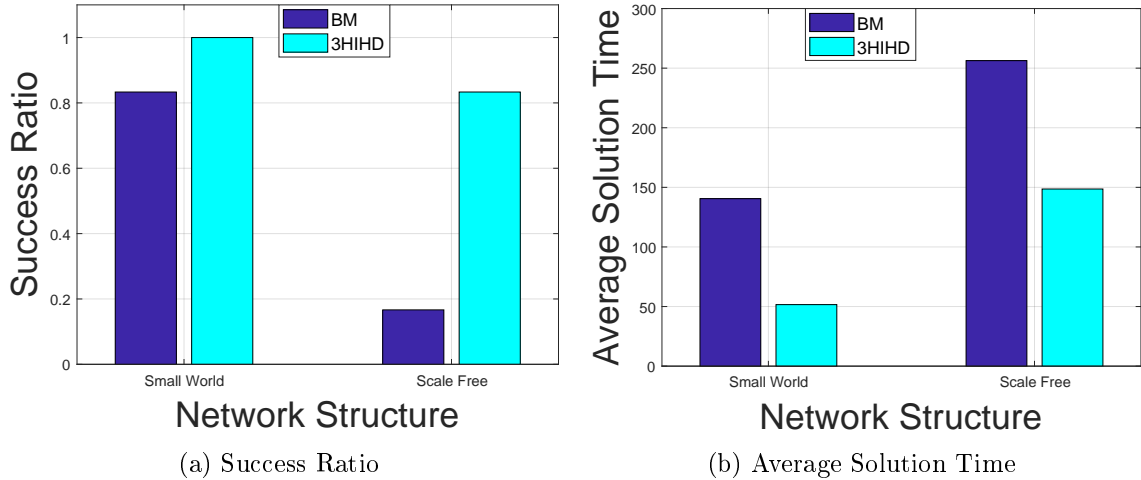 Success Ratio
1
0.8
0.6
0.4
0.2
0
BM
3HIHD
Small World
Scale Free
Network Structure
(a) Success Ratio
Average Solution Time
300
250
200
150
100
50
0
BM
3HIHD
Small World
Scale Free
Network Structure
(b) Average Solution Time